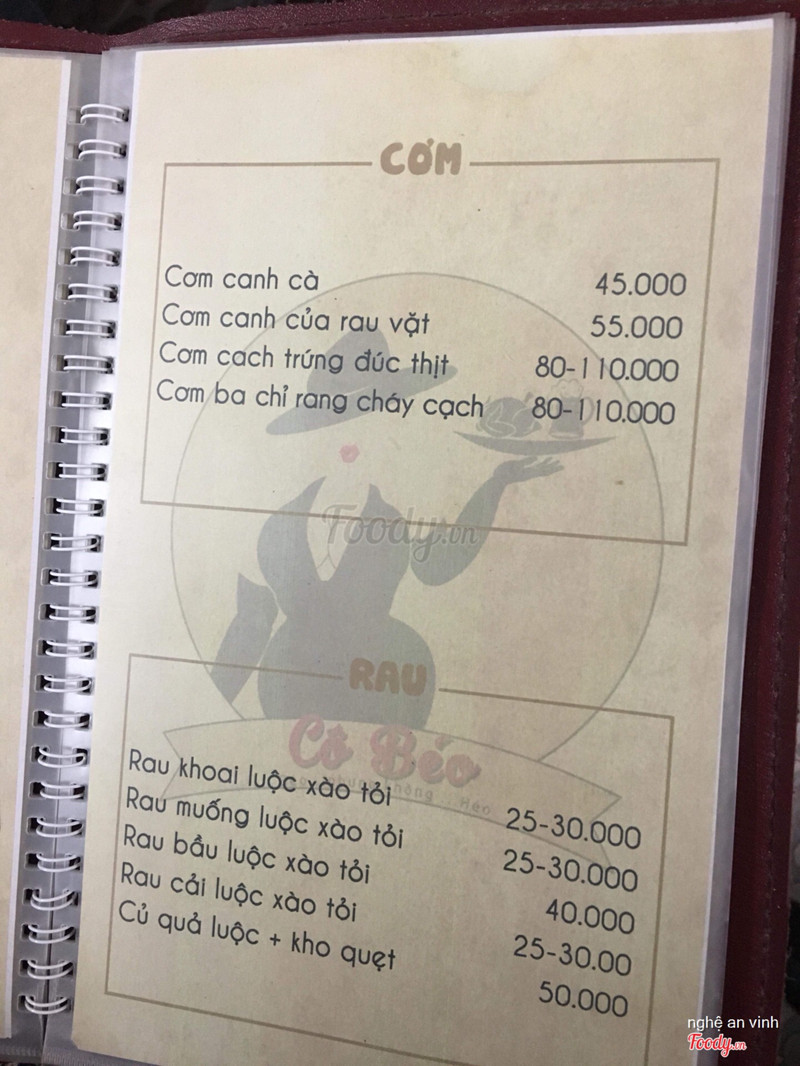 CƠM
Cơm canh cà 45.000
Cơm canh của rau vặt 55.000
Cơm cach trứng đúc thịt 80-110.000
Cơm ba chỉ rang cháy cạch 80-110.000
Foody.vn
RAU
Cô Béo
Rau khoai luộc xào tỏi 25-30.000
Rau muống luộc xào tỏi 25-30.000
Rau bầu luộc xào tỏi 40.000
Rau cải luộc xào tỏi 25-30.00
Củ quả luộc + kho quẹt 50.000
nghệ an vinh
Foody.vn